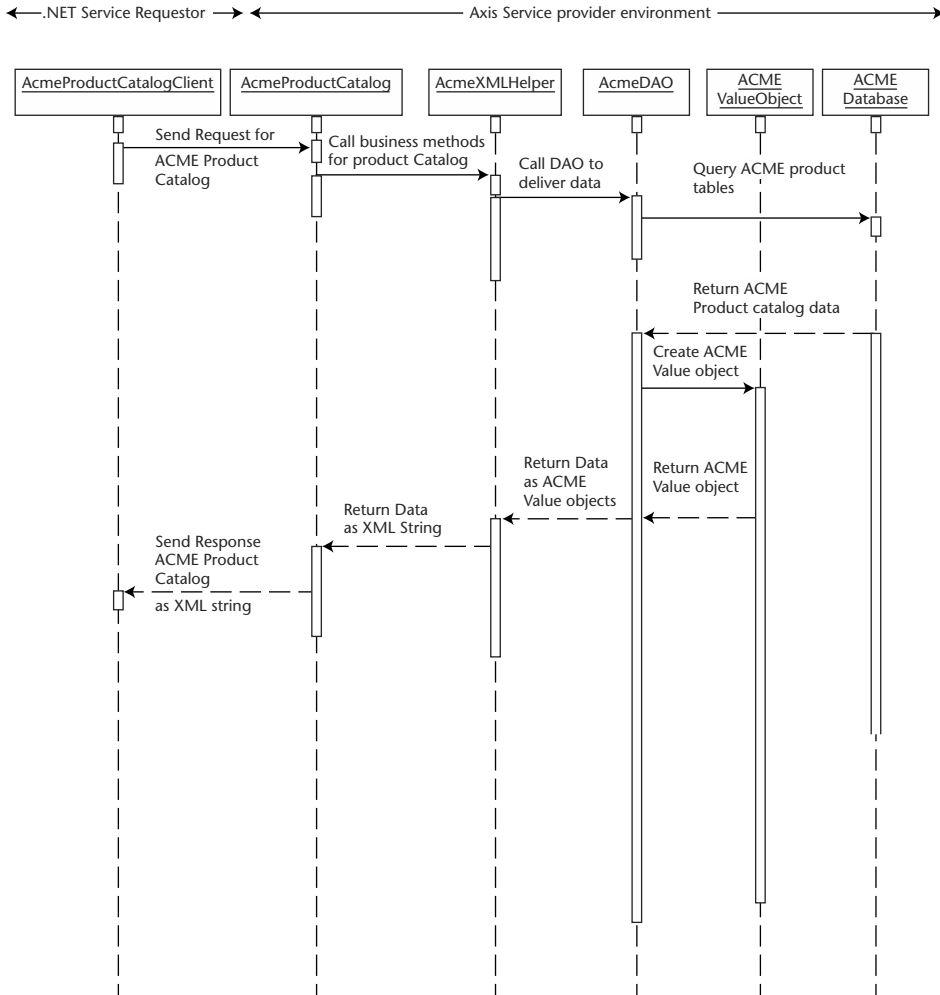 .NET Service Requestor
Axis Service provider environment
AcmeProductCatalogClient
AcmeProductCatalog
AcmeXMLHelper
AcmeDAO
ACME
ValueObject
ACME
Database
Send Request for
ACME Product
Catalog
Call business methods
for product Catalog
Call DAO to
deliver data
Query ACME product
tables
Return ACME
Product catalog data
Create ACME
Value object
Return ACME
Value object
Return Data
as ACME
Value objects
Return Data
as XML String
Send Response
ACME Product
Catalog
as XML string